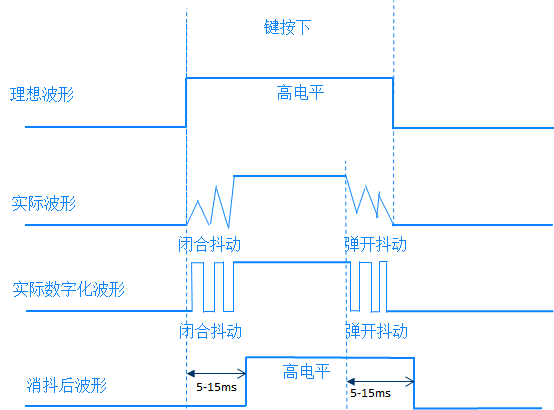 键按下
理想波形
高电平
实际波形
闭合抖动
弹开抖动
实际数字化波形
闭合抖动
弹开抖动
高电平
消抖后波形
5-15ms
5-15ms